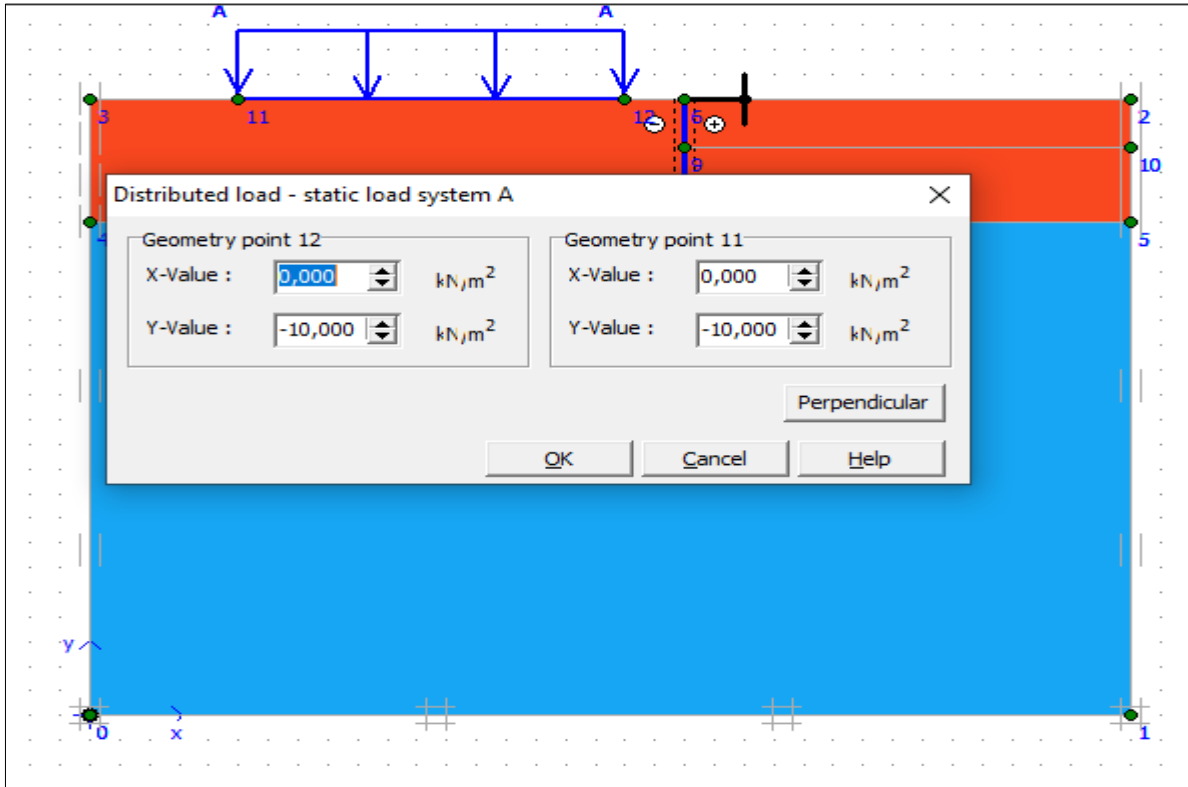 A A
3 11 12 6 2
9 10
Distributed load - static load system A
4 5
Geometry point 12 Geometry point 11
X-Value : 0,000 kN/m2 X-Value : 0,000 kN/m2
Y-Value : -10,000 kN/m2 Y-Value : -10,000 kN/m2
Perpendicular
OK Cancel Help
y
0 x 1